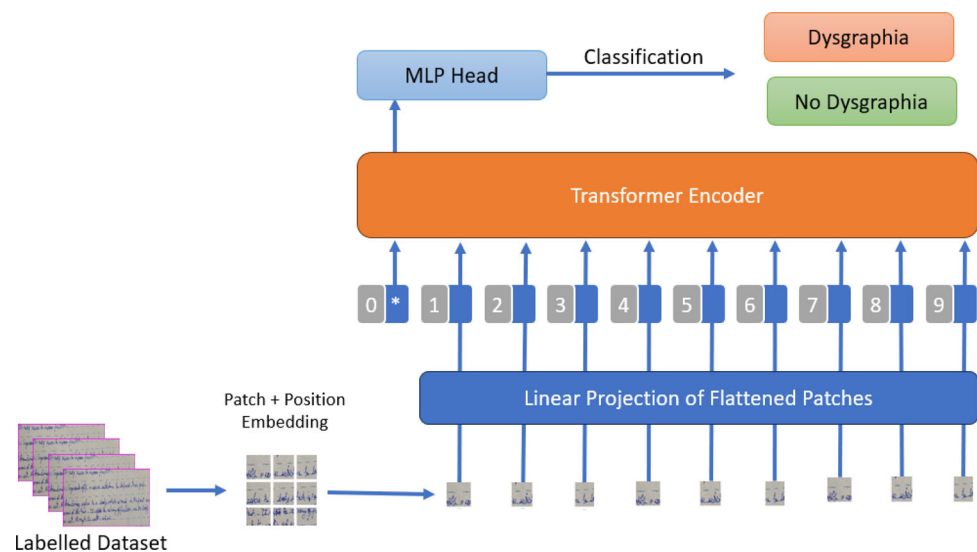 Dysgraphia
Classification
MLP Head
No Dysgraphia
Transformer Encoder
0 * 1 2 3 4 5 6 7 8 9
Patch + Position
Embedding
Linear Projection of Flattened Patches
Labelled Dataset